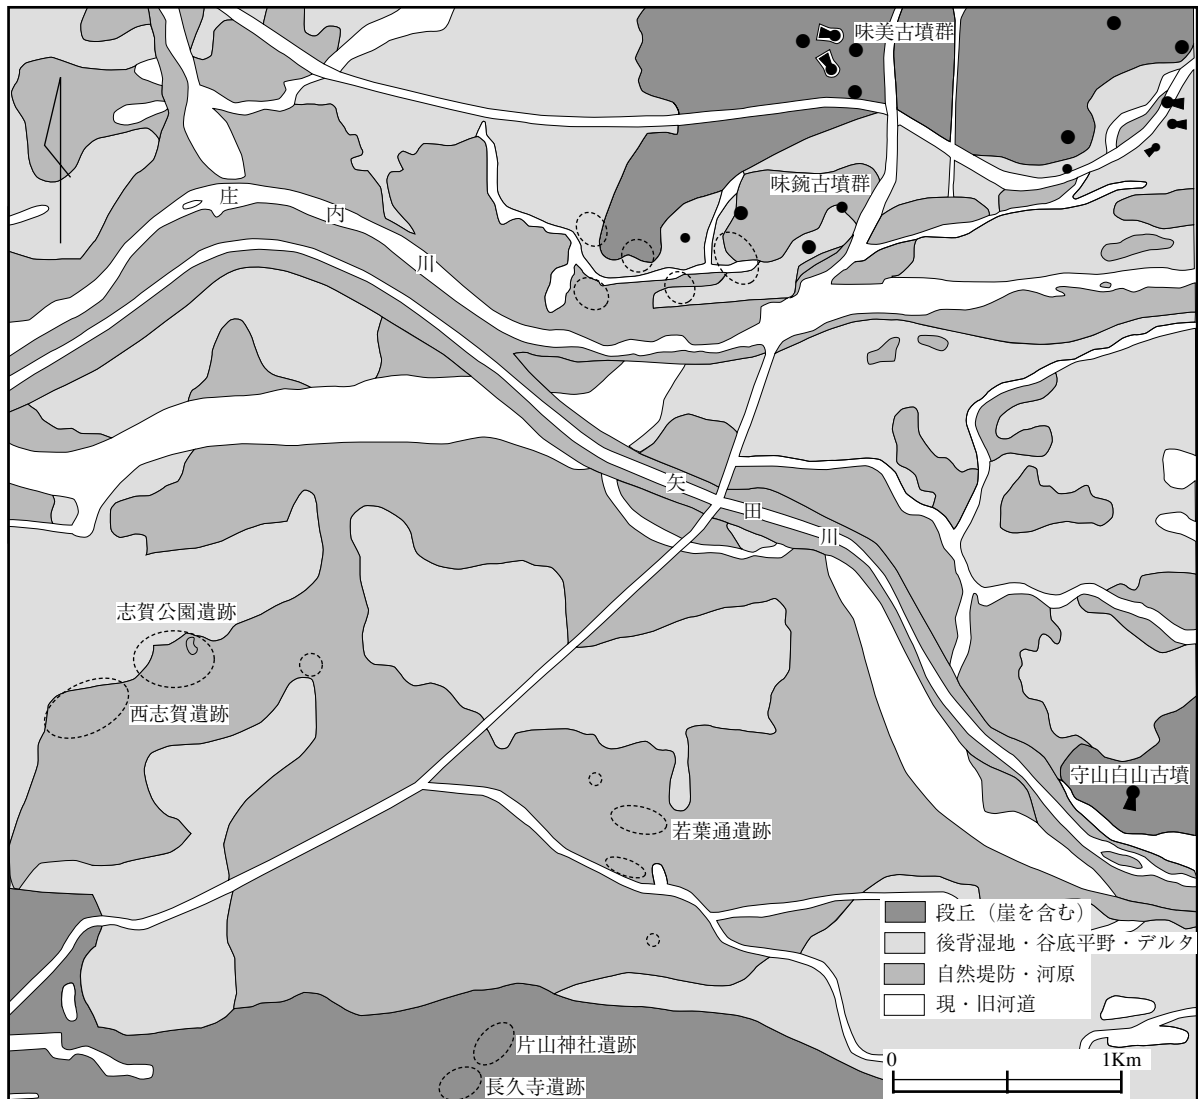 味美古墳群
味鋺古墳群
庄内川
矢田川
志賀公園遺跡
西志賀遺跡
守山白山古墳
若葉通遺跡
段丘（崖を含む）
後背湿地・谷底平野・デルタ
自然堤防・河原
現・旧河道
片山神社遺跡
長久寺遺跡
0 1Km